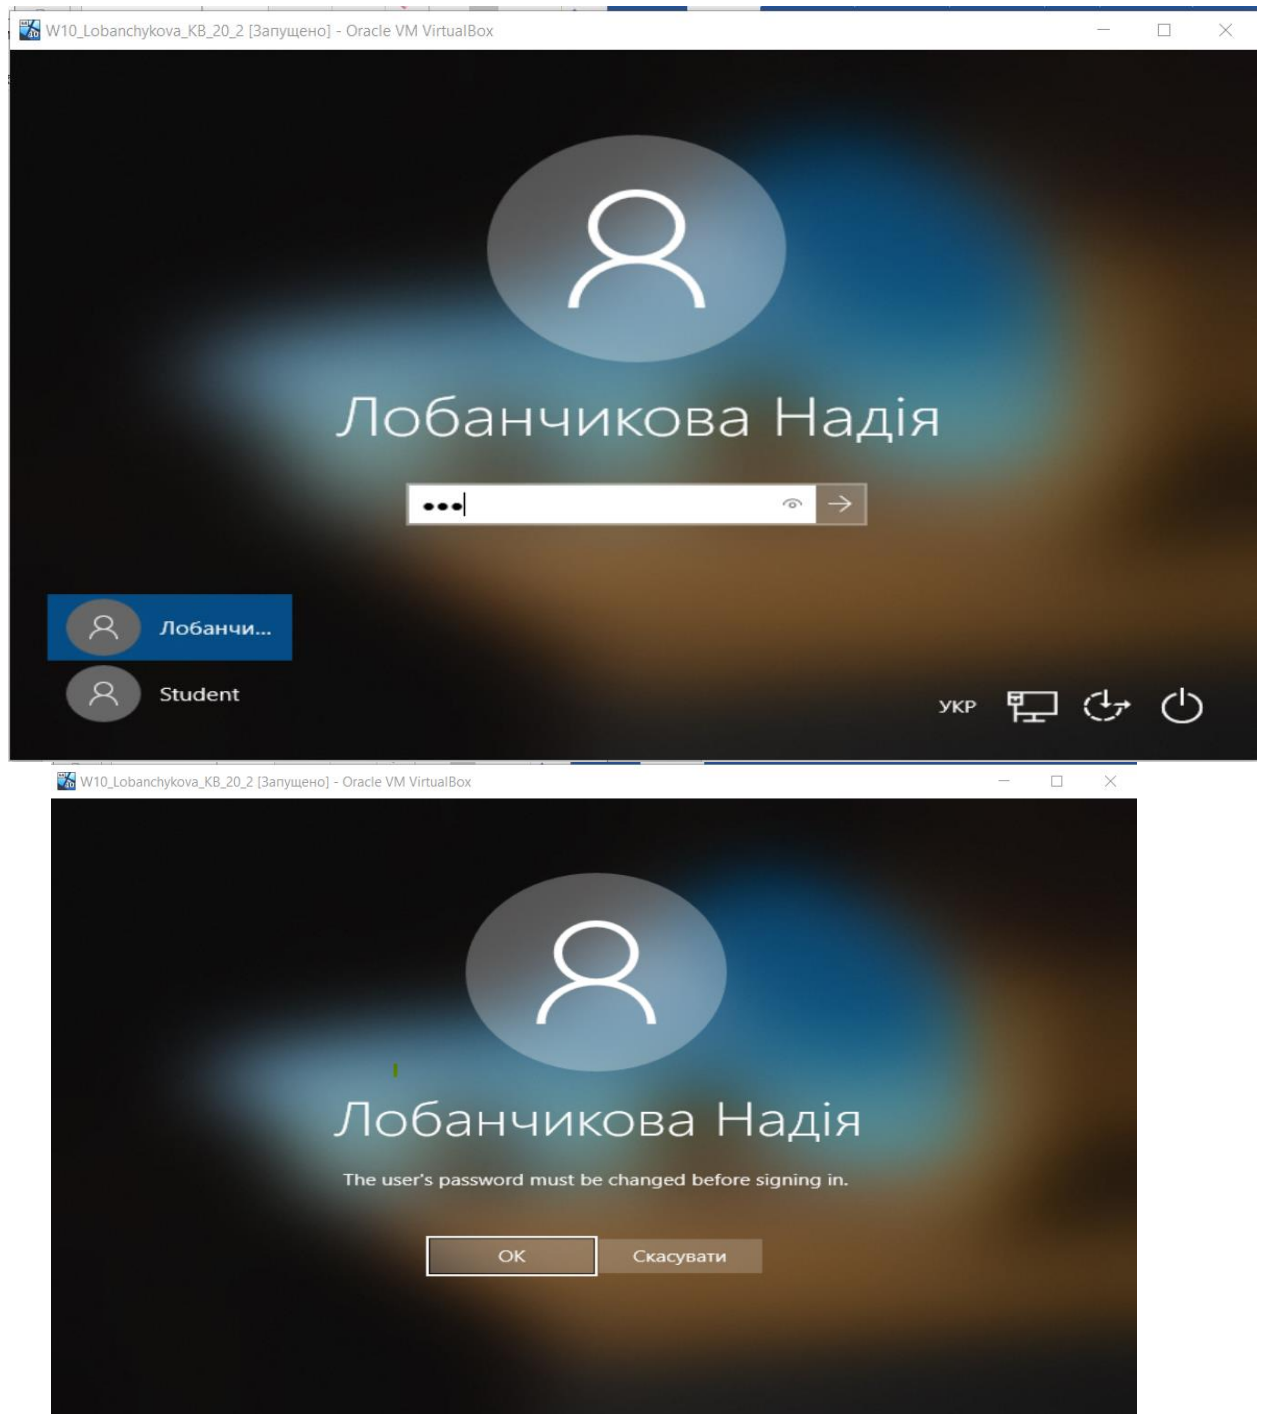 W10_Lobanchykova_KB_20_2 [Запущено] - Oracle VM VirtualBox
Лобанчикова Надія
Лобанчи...
Student
УКР
W10_Lobanchykova_KB_20_2 [Запущено] - Oracle VM VirtualBox
Лобанчикова Надія
The user's password must be changed before signing in.
OK
Скасувати